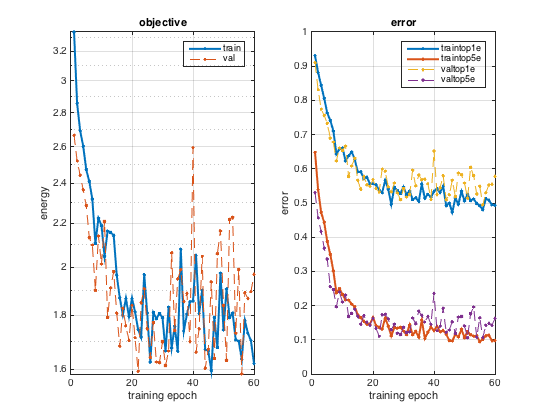 objective
train
val
3.2
3
2.8
2.6
2.4
2.2
2
1.8
1.6
energy
0
20
40
60
training epoch
error
traintop1e
traintop5e
valtop1e
valtop5e
1
0.9
0.8
0.7
0.6
0.5
0.4
0.3
0.2
0.1
0
error
0
20
40
60
training epoch